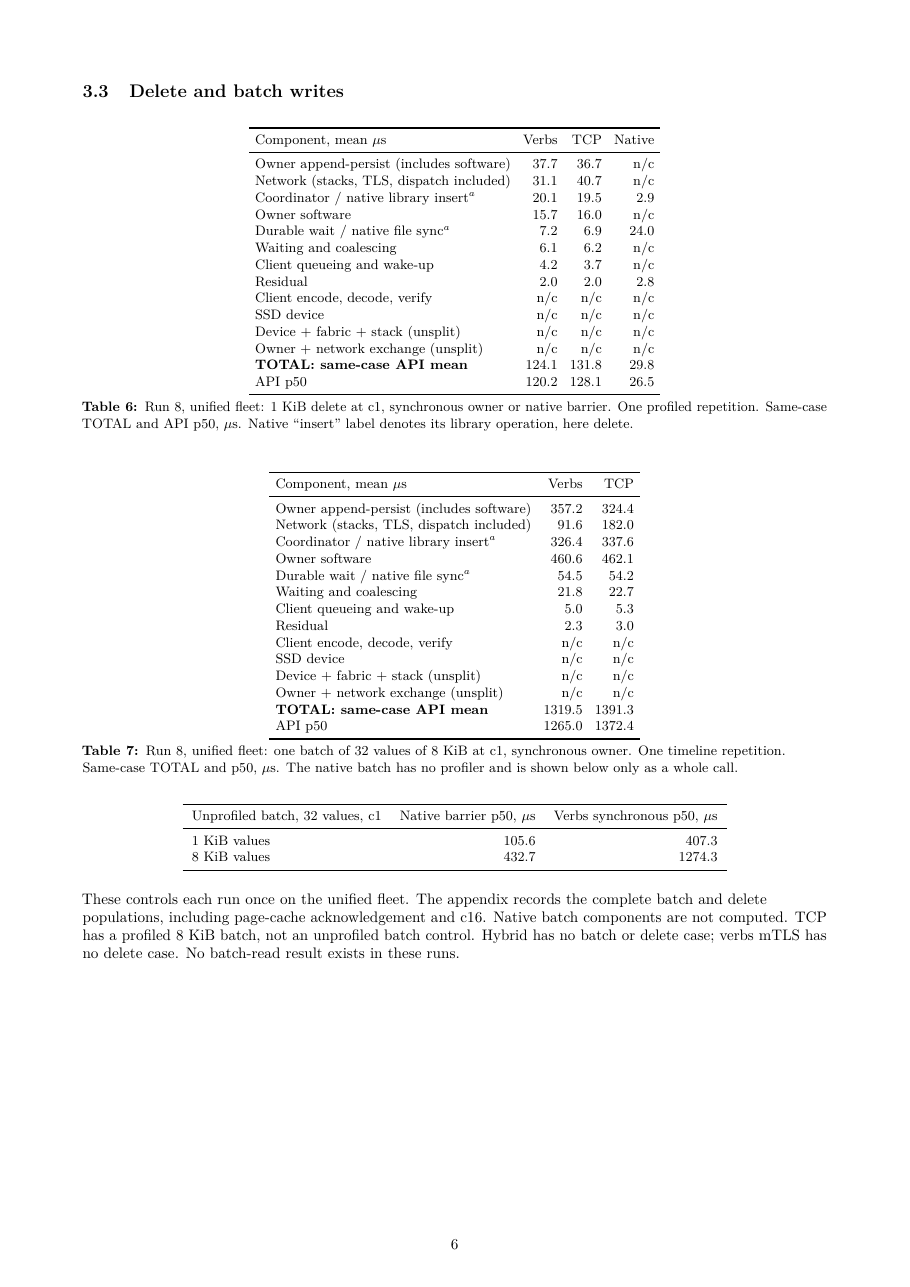 3.3 Delete and batch writes
Component, mean µs Verbs TCP Native
Owner append-persist (includes software) 37.7 36.7 n/c
Network (stacks, TLS, dispatch included) 31.1 40.7 n/c
Coordinator / native library insertᵃ 20.1 19.5 2.9
Owner software 15.7 16.0 n/c
Durable wait / native file syncᵃ 7.2 6.9 24.0
Waiting and coalescing 6.1 6.2 n/c
Client queueing and wake-up 4.2 3.7 n/c
Residual 2.0 2.0 2.8
Client encode, decode, verify n/c n/c n/c
SSD device n/c n/c n/c
Device + fabric + stack (unsplit) n/c n/c n/c
Owner + network exchange (unsplit) n/c n/c n/c
TOTAL: same-case API mean 124.1 131.8 29.8
API p50 120.2 128.1 26.5
Table 6: Run 8, unified fleet: 1 KiB delete at c1, synchronous owner or native barrier. One profiled repetition. Same-case
TOTAL and API p50, µs. Native “insert” label denotes its library operation, here delete.
Component, mean µs Verbs TCP
Owner append-persist (includes software) 357.2 324.4
Network (stacks, TLS, dispatch included) 91.6 182.0
Coordinator / native library insertᵃ 326.4 337.6
Owner software 460.6 462.1
Durable wait / native file syncᵃ 54.5 54.2
Waiting and coalescing 21.8 22.7
Client queueing and wake-up 5.0 5.3
Residual 2.3 3.0
Client encode, decode, verify n/c n/c
SSD device n/c n/c
Device + fabric + stack (unsplit) n/c n/c
Owner + network exchange (unsplit) n/c n/c
TOTAL: same-case API mean 1319.5 1391.3
API p50 1265.0 1372.4
Table 7: Run 8, unified fleet: one batch of 32 values of 8 KiB at c1, synchronous owner. One timeline repetition.
Same-case TOTAL and p50, µs. The native batch has no profiler and is shown below only as a whole call.
Unprofiled batch, 32 values, c1 Native barrier p50, µs Verbs synchronous p50, µs
1 KiB values 105.6 407.3
8 KiB values 432.7 1274.3
These controls each run once on the unified fleet. The appendix records the complete batch and delete
populations, including page-cache acknowledgement and c16. Native batch components are not computed. TCP
has a profiled 8 KiB batch, not an unprofiled batch control. Hybrid has no batch or delete case; verbs mTLS has
no delete case. No batch-read result exists in these runs.
6